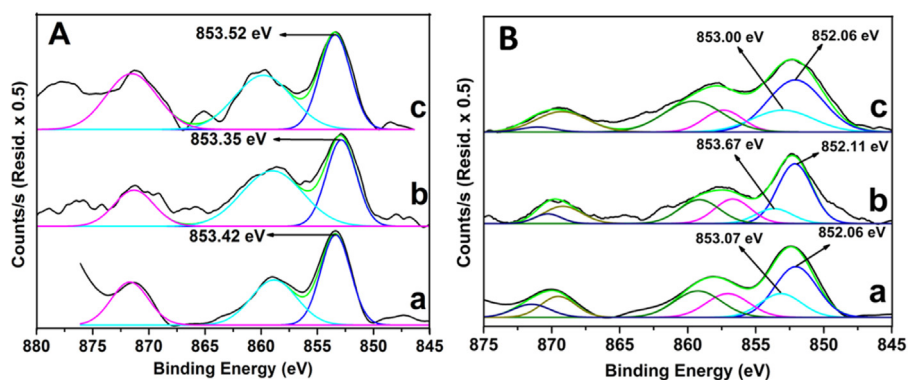 A
Counts/s (Resid. x 0.5)
853.52 eV
c
853.35 eV
b
853.42 eV
a
880 875 870 865 860 855 850 845
Binding Energy (eV)
B
Counts/s (Resid. x 0.5)
853.00 eV 852.06 eV
c
853.67 eV 852.11 eV
b
853.07 eV 852.06 eV
a
875 870 865 860 855 850 845
Binding Energy (eV)